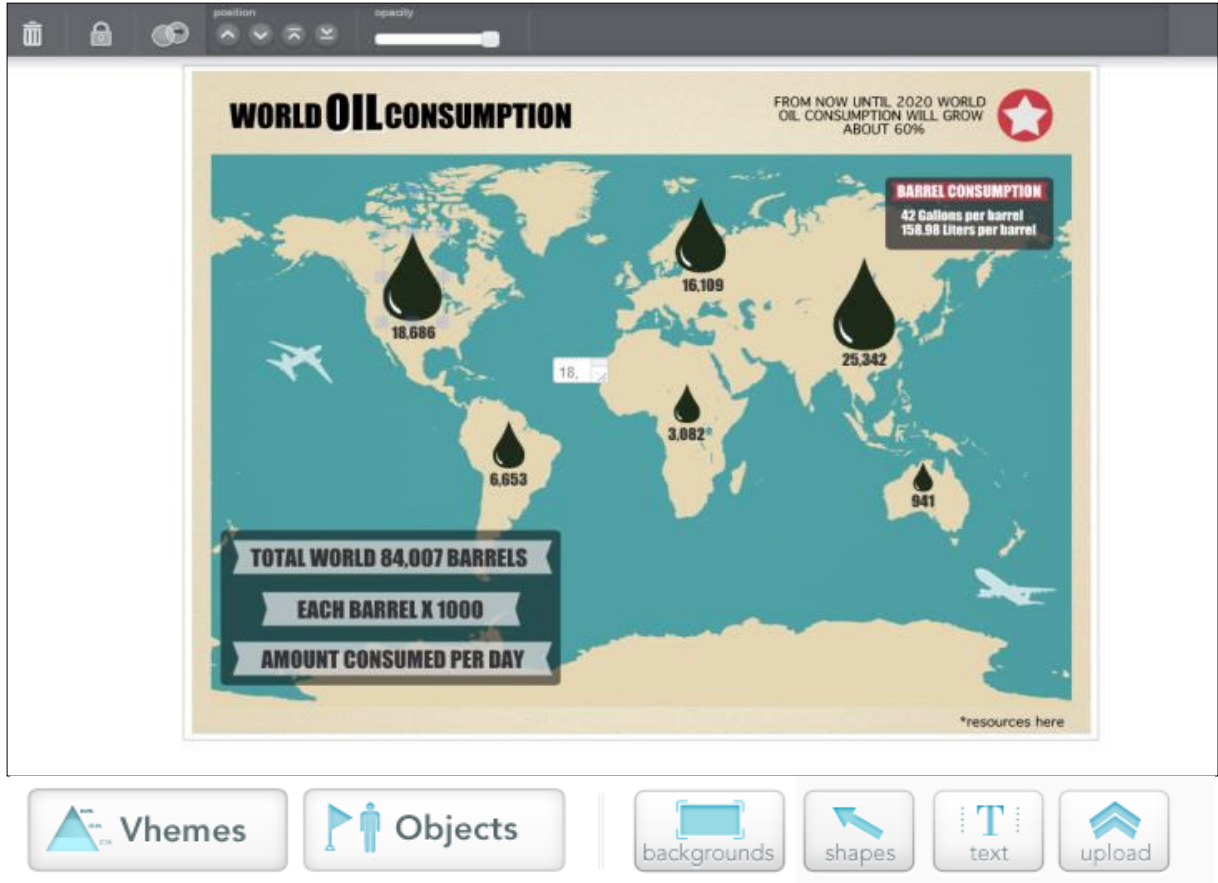 position
opacity
WORLD OIL CONSUMPTION
FROM NOW UNTIL 2020 WORLD
OIL CONSUMPTION WILL GROW
ABOUT 60%
BARREL CONSUMPTION
42 Gallons per barrel
158.98 Liters per barrel
16,109
18,686
25,342
18,
3,082
6,653
941
TOTAL WORLD 84,007 BARRELS
EACH BARREL X 1000
AMOUNT CONSUMED PER DAY
*resources here
Vhemes
Objects
backgrounds
shapes
T
text
upload